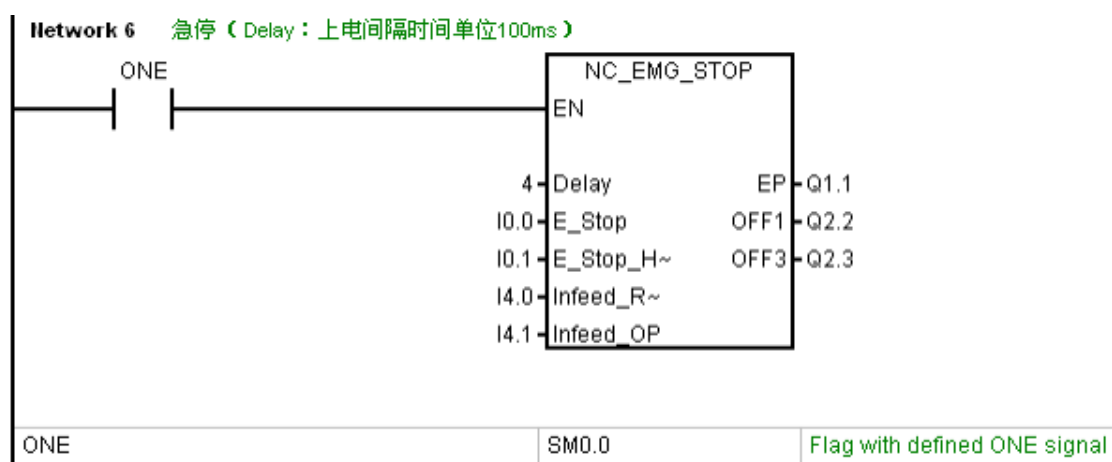 Network 6 急停（Delay：上电间隔时间单位100ms）
ONE
NC_EMG_STOP
EN
4 Delay EP Q1.1
I0.0 E_Stop OFF1 Q2.2
I0.1 E_Stop_H~ OFF3 Q2.3
I4.0 Infeed_R~
I4.1 Infeed_OP
ONE SM0.0 Flag with defined ONE signal